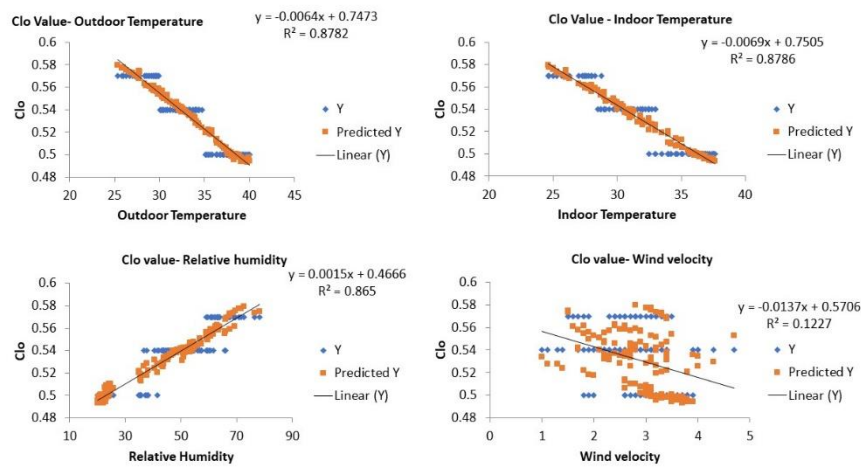 Clo Value- Outdoor Temperature
y = -0.0064x + 0.7473
R² = 0.8782
0.6
0.58
0.56
0.54
0.52
0.5
0.48
Clo
20 25 30 35 40 45
Outdoor Temperature
Y
Predicted Y
Linear (Y)
Clo Value - Indoor Temperature
y = -0.0069x + 0.7505
R² = 0.8786
0.6
0.58
0.56
0.54
0.52
0.5
0.48
Clo
20 25 30 35 40
Indoor Temperature
Y
Predicted Y
Linear (Y)
Clo value- Relative humidity
y = 0.0015x + 0.4666
R² = 0.865
0.6
0.58
0.56
0.54
0.52
0.5
0.48
Clo
10 30 50 70 90
Relative Humidity
Y
Predicted Y
Linear (Y)
Clo value- Wind velocity
y = -0.0137x + 0.5706
R² = 0.1227
0.6
0.58
0.56
0.54
0.52
0.5
0.48
Clo
0 1 2 3 4 5
Wind velocity
Y
Predicted Y
Linear (Y)